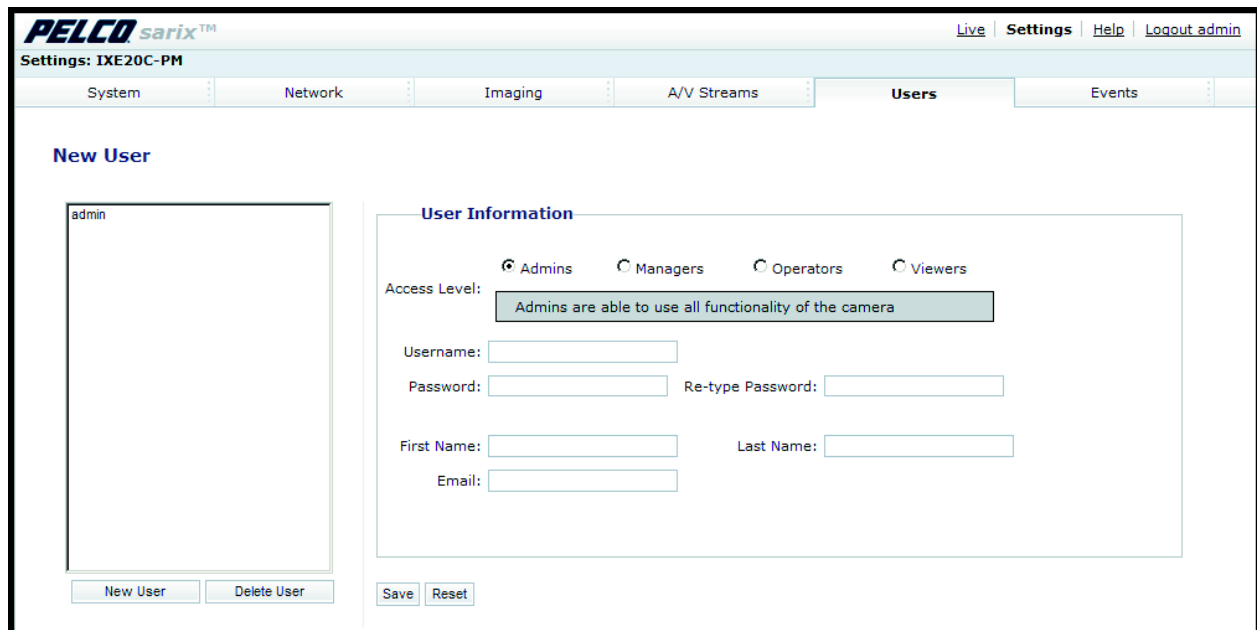 PELCO sarix™
Live Settings Help Logout admin
Settings: IXE20C-PM
System Network Imaging A/V Streams Users Events
New User
admin
User Information
Admins Managers Operators Viewers
Access Level:
Admins are able to use all functionality of the camera
Username:
Password: Re-type Password:
First Name: Last Name:
Email:
New User Delete User Save Reset